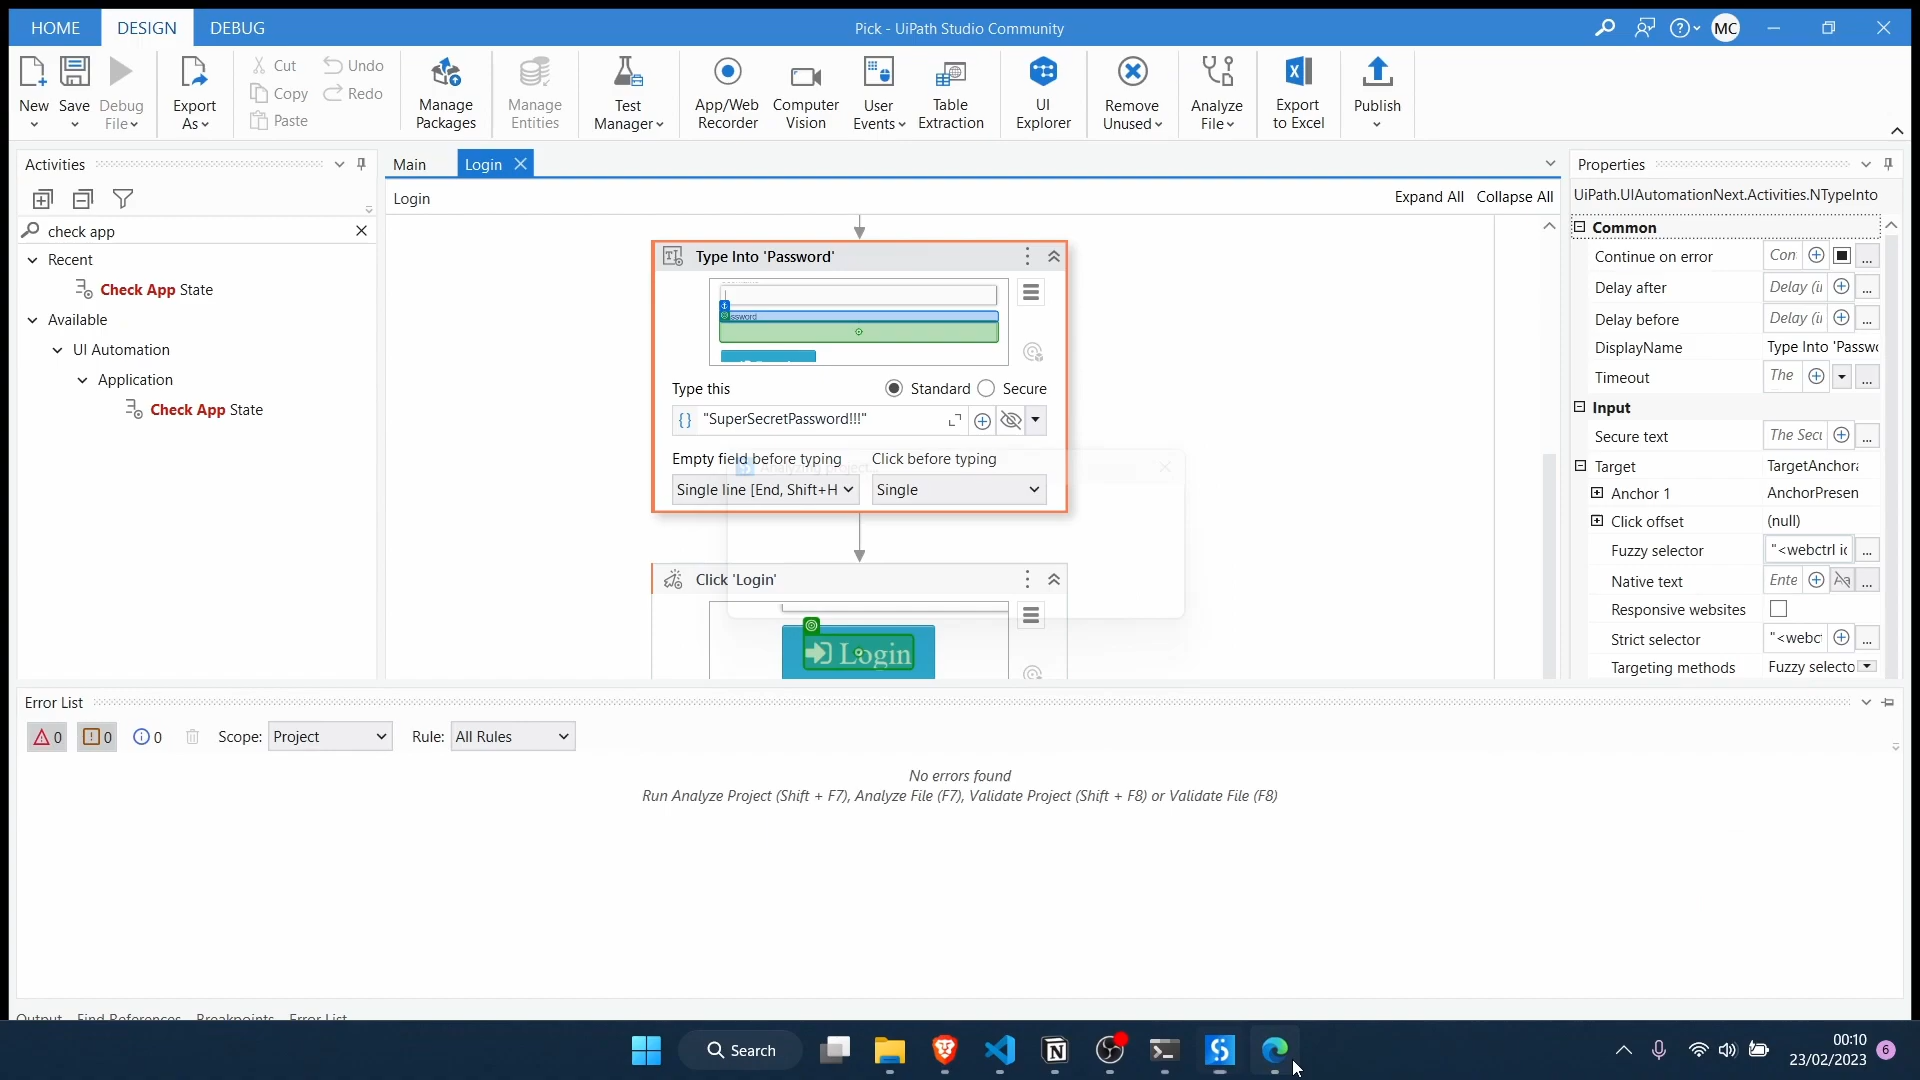 HOME
DESIGN
DEBUG
Pick - UiPath Studio Community
MC
New
Save
Debug File
Export As
Cut
Copy
Paste
Undo
Redo
Manage Packages
Manage Entities
Test Manager
App/Web Recorder
Computer Vision
User Events
Table Extraction
UI Explorer
Remove Unused
Analyze File
Export to Excel
Publish
Activities
check app
Recent
Check App State
Available
UI Automation
Application
Check App State
Main
Login
Login
Expand All
Collapse All
Type Into 'Password'
Type this
Standard
Secure
{ } "SuperSecretPassword!!!"
Empty field before typing
Click before typing
Analyzing project...
Single line [End, Shift+H
Single
Click 'Login'
Login
Properties
UiPath.UIAutomationNext.Activities.NTypeInto
Common
Continue on error
Delay after
Delay (i
Delay before
Delay (i
DisplayName
Type Into 'Passw
Timeout
The
Input
Secure text
The Sec
Target
TargetAnchor
Anchor 1
AnchorPresen
Click offset
(null)
Fuzzy selector
"<webctrl i
...
Native text
Ente
Responsive websites
Strict selector
"<webc
...
Targeting methods
Fuzzy selecto
Error List
0
0
0
Scope: Project
Rule: All Rules
No errors found
Run Analyze Project (Shift + F7), Analyze File (F7), Validate Project (Shift + F8) or Validate File (F8)
Output
Find References
Breakpoints
Error List
Search
00:10
23/02/2023
6